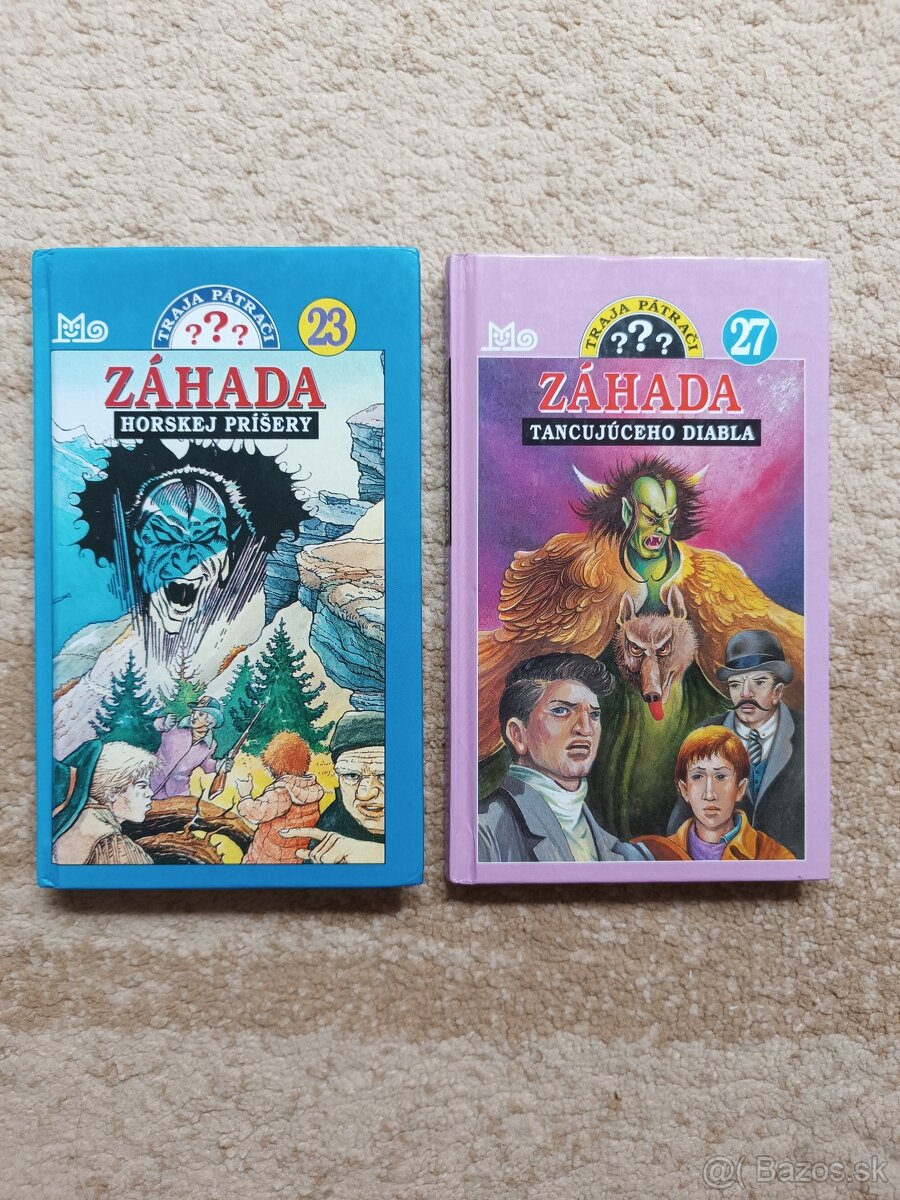 TRAJA PÁTRAČI
???
23
ZÁHADA
HORSKEJ PRÍŠERY
TRAJA PÁTRAČI
???
27
ZÁHADA
TANCUJÚCEHO DIABLA
@( Bazos.sk